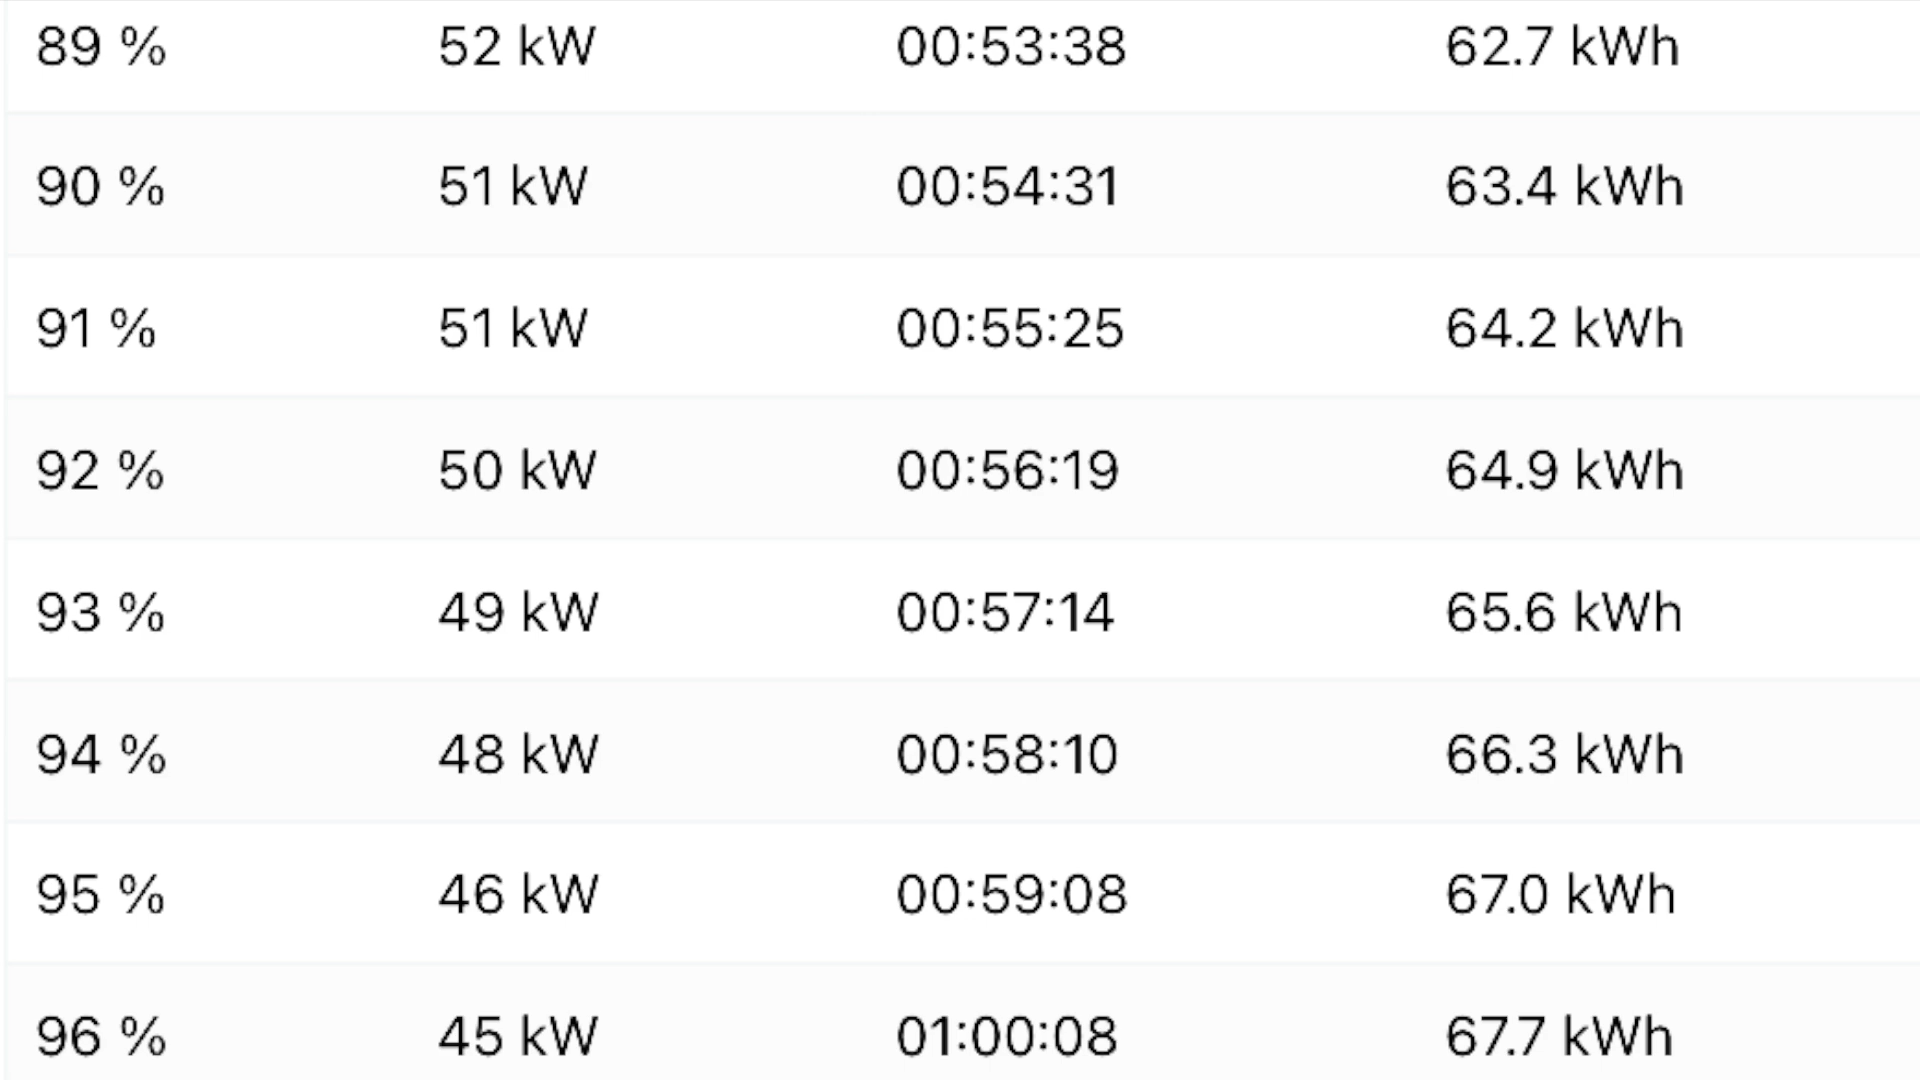 89 % 52 kW 00:53:38 62.7 kWh
90 % 51 kW 00:54:31 63.4 kWh
91 % 51 kW 00:55:25 64.2 kWh
92 % 50 kW 00:56:19 64.9 kWh
93 % 49 kW 00:57:14 65.6 kWh
94 % 48 kW 00:58:10 66.3 kWh
95 % 46 kW 00:59:08 67.0 kWh
96 % 45 kW 01:00:08 67.7 kWh